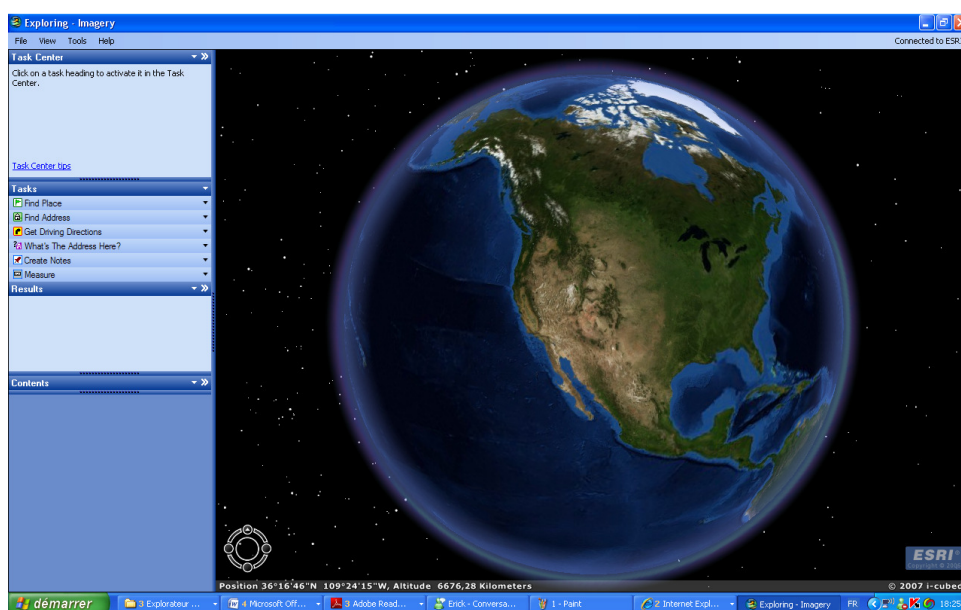 Exploring - Imagery
File View Tools Help
Connected to ESRI
Task Center
Click on a task heading to activate it in the Task
Center.
Task Center tips
Tasks
Find Place
Find Address
Get Driving Directions
What's The Address Here?
Create Notes
Measure
Results
Contents
ESRI
Position 36°16'46"N 109°24'15"W, Altitude 6676,28 Kilometers
© 2007 i-cubed
démarrer
3 Explorateur ...
4 Microsoft Off...
3 Adobe Read...
Erick - Conversa...
1 - Paint
2 Internet Expl...
Exploring - Imagery
FR
18:25